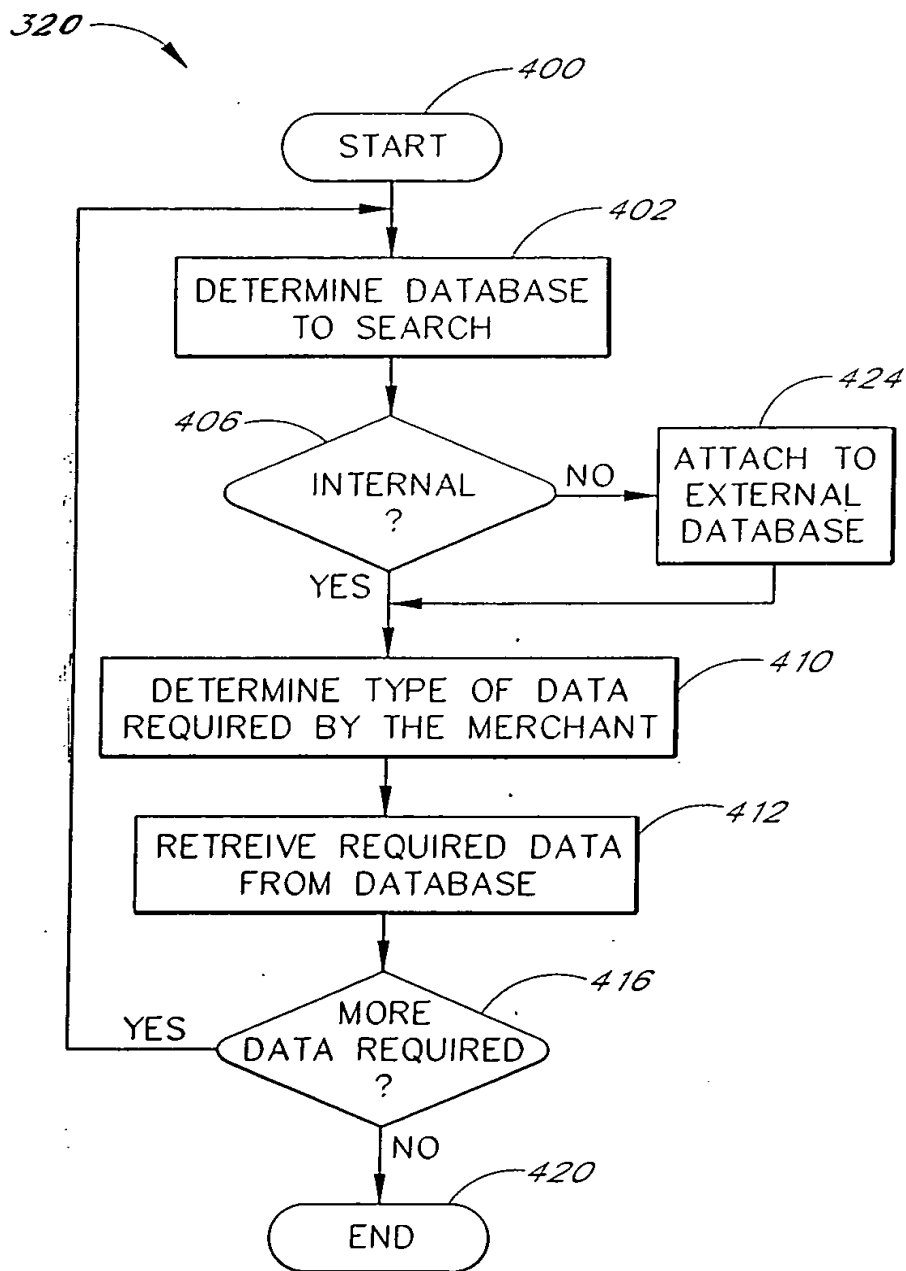 320
400
START
402
DETERMINE DATABASE
TO SEARCH
406
INTERNAL
?
NO
424
ATTACH TO
EXTERNAL
DATABASE
YES
410
DETERMINE TYPE OF DATA
REQUIRED BY THE MERCHANT
412
RETREIVE REQUIRED DATA
FROM DATABASE
416
MORE
DATA REQUIRED
?
YES
NO
420
END